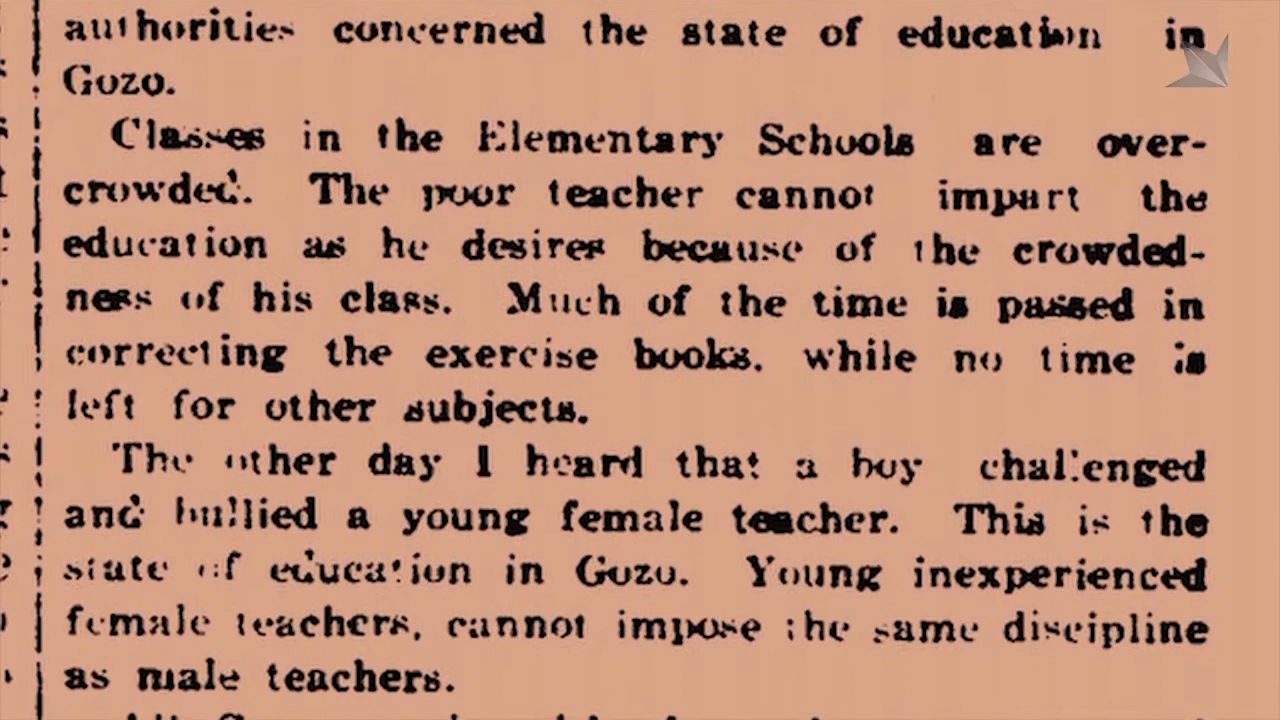 authorities concerned the state of education in
Gozo.
Classes in the Elementary Schools are over-
crowded. The poor teacher cannot impart the
education as he desires because of the crowded-
ness of his class. Much of the time is passed in
correcting the exercise books, while no time is
left for other subjects.
The other day I heard that a boy challenged
and bullied a young female teacher. This is the
state of education in Gozo. Young inexperienced
female teachers, cannot impose the same discipline
as male teachers.